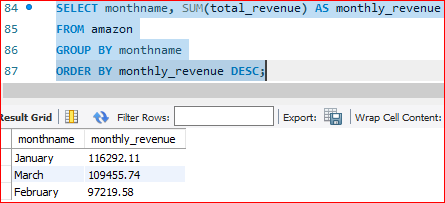 84 SELECT monthname, SUM(total_revenue) AS monthly_revenue
85 FROM amazon
86 GROUP BY monthname
87 ORDER BY monthly_revenue DESC;
Result Grid Filter Rows: Export: Wrap Cell Content:
monthname monthly_revenue
January 116292.11
March 109455.74
February 97219.58